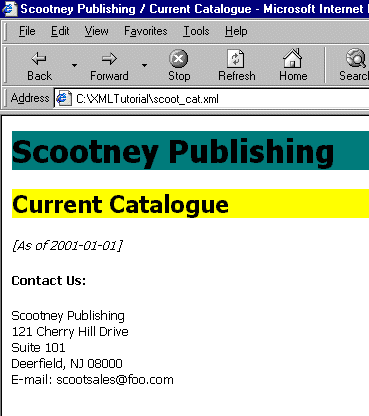 Scootney Publishing / Current Catalogue - Microsoft Internet
File Edit View Favorites Tools Help
Back Forward Stop Refresh Home Search
Address C:\XMLTutorial\scoot_cat.xml
Scootney Publishing
Current Catalogue
[As of 2001-01-01]
Contact Us:
Scootney Publishing
121 Cherry Hill Drive
Suite 101
Deerfield, NJ 08000
E-mail: scootsales@foo.com